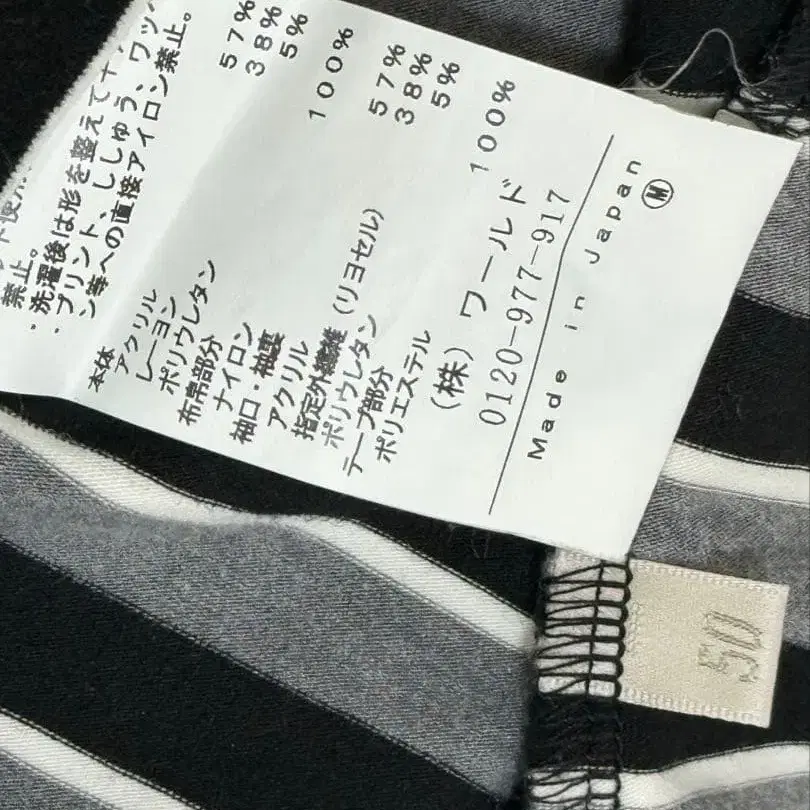 ド使用
禁止。
・洗濯後は形を整えて干
・プリント、ししゅう、ワッ
ン等への直接アイロン禁止。
本体
アクリル 57%
レーヨン 38%
ポリウレタン 5%
布帛部分
ナイロン 100%
袖口・袖裏
アクリル 57%
指定外繊維(リヨセル) 38%
ポリウレタン 5%
テープ部分
ポリエステル 100%
(株)ワールド
0120-977-917
Made in Japan
M
50